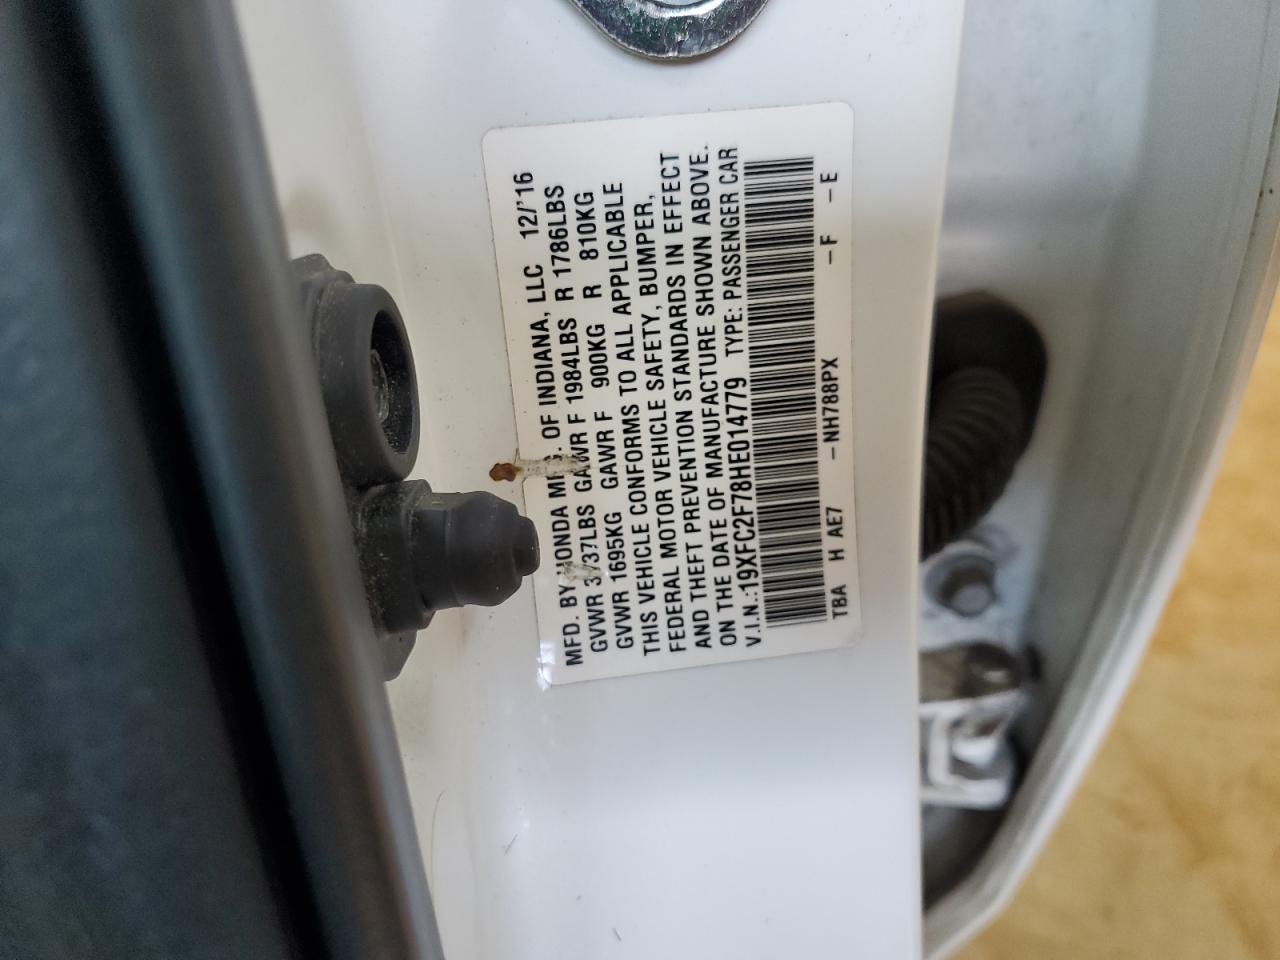 MFD. BY HONDA MFG. OF INDIANA, LLC 12/'16
GVWR 3737LBS GAWR F 1984LBS R 1786LBS
GVWR 1695KG GAWR F 900KG R 810KG
THIS VEHICLE CONFORMS TO ALL APPLICABLE
FEDERAL MOTOR VEHICLE SAFETY, BUMPER,
AND THEFT PREVENTION STANDARDS IN EFFECT
ON THE DATE OF MANUFACTURE SHOWN ABOVE.
V.I.N.:19XFC2F78HE014779 TYPE: PASSENGER CAR
TBA H AE7 -NH788PX -F -E